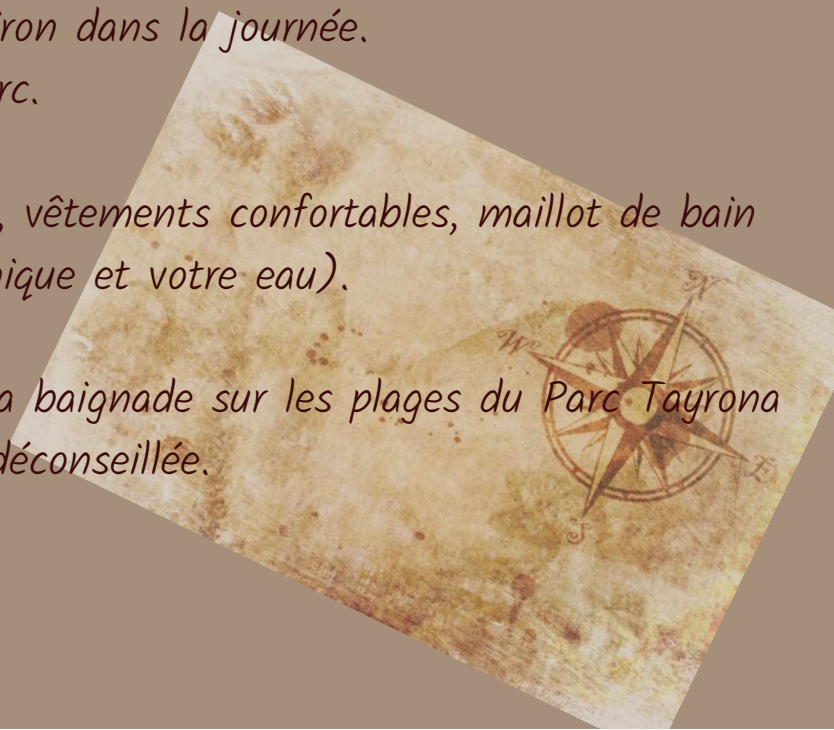 iron dans la journée.
rc.
, vêtements confortables, maillot de bain
nique et votre eau).
a baignade sur les plages du Parc Tayrona
déconseillée.
N
W
E
S